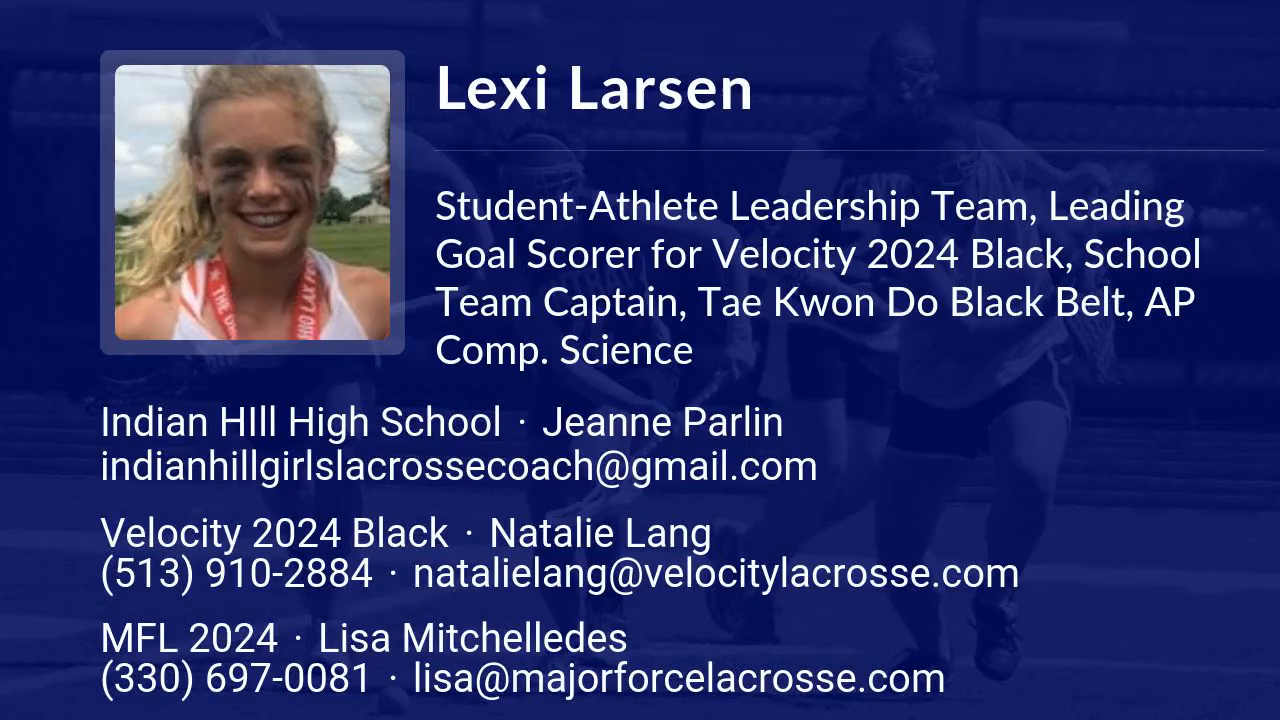 Lexi Larsen
Student-Athlete Leadership Team, Leading
Goal Scorer for Velocity 2024 Black, School
Team Captain, Tae Kwon Do Black Belt, AP
Comp. Science
Indian HIll High School · Jeanne Parlin
indianhillgirlslacrossecoach@gmail.com
Velocity 2024 Black · Natalie Lang
(513) 910-2884 · natalielang@velocitylacrosse.com
MFL 2024 · Lisa Mitchelledes
(330) 697-0081 · lisa@majorforcelacrosse.com